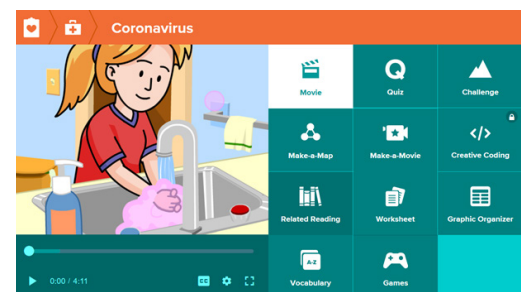 Coronavirus
Movie
Q
Quiz
Challenge
Make-a-Map
Make-a-Movie
</>
Creative Coding
Related Reading
Worksheet
Graphic Organizer
0:00 / 4:11
CC
A-Z
Vocabulary
Games